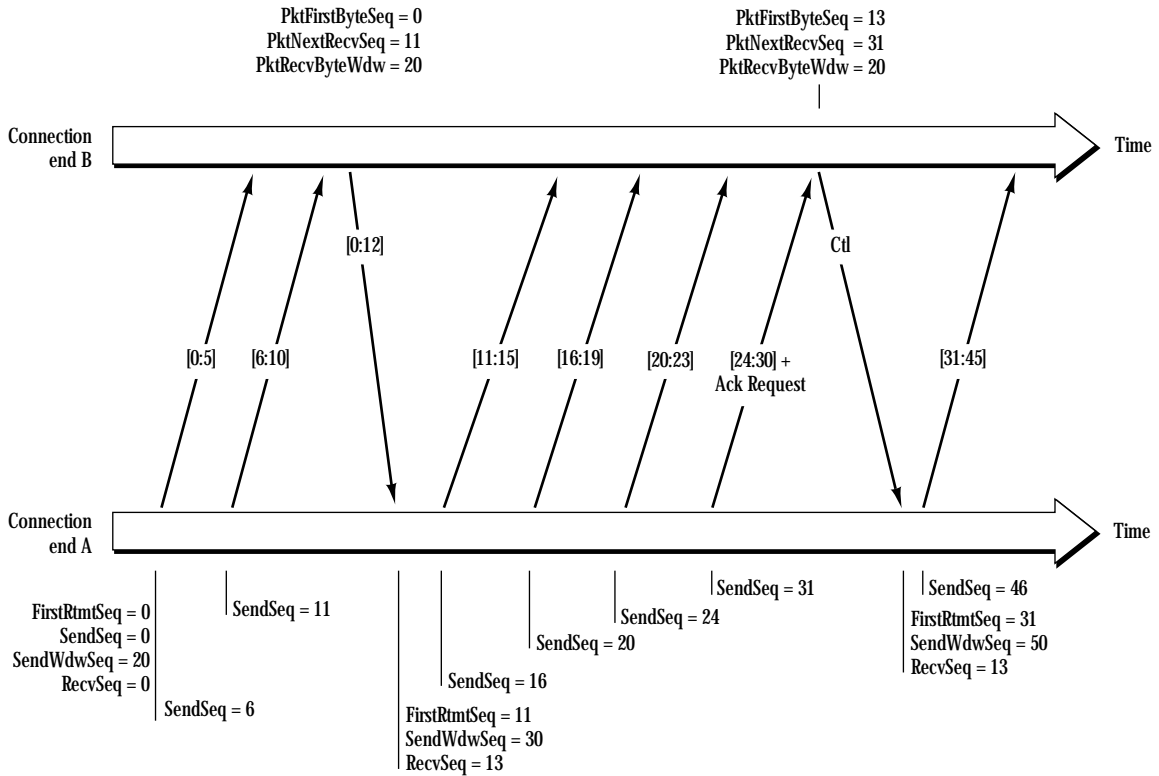 PktFirstByteSeq = 0
PktNextRecvSeq = 11
PktRecvByteWdw = 20
PktFirstByteSeq = 13
PktNextRecvSeq = 31
PktRecvByteWdw = 20
Connection
end B
Time
[0:12]
Ctl
[0:5]
[6:10]
[11:15]
[16:19]
[20:23]
[24:30] +
Ack Request
[31:45]
Connection
end A
Time
FirstRtmtSeq = 0
SendSeq = 0
SendWdwSeq = 20
RecvSeq = 0
SendSeq = 6
SendSeq = 11
FirstRtmtSeq = 11
SendWdwSeq = 30
RecvSeq = 13
SendSeq = 16
SendSeq = 20
SendSeq = 24
SendSeq = 31
SendSeq = 46
FirstRtmtSeq = 31
SendWdwSeq = 50
RecvSeq = 13